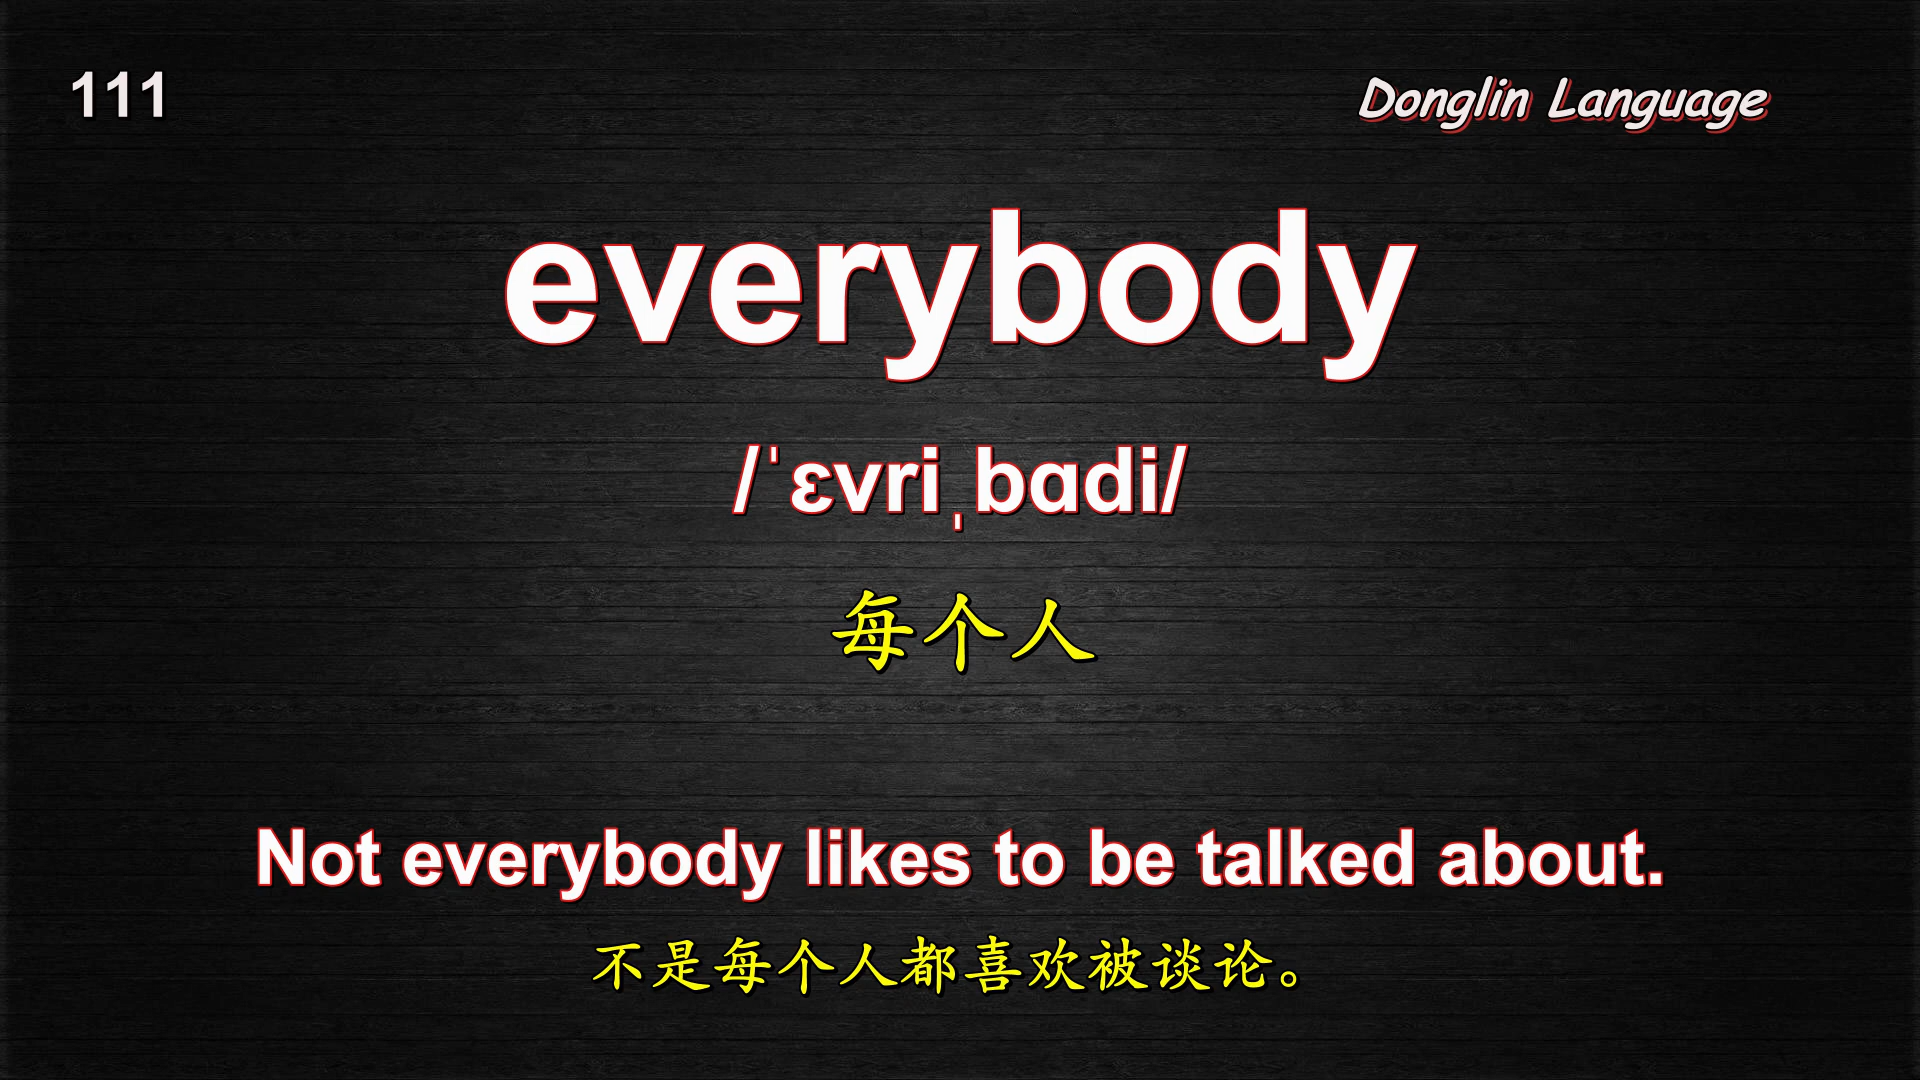 111
Donglin Language
everybody
/ˈɛvriˌbɑdi/
每个人
Not everybody likes to be talked about.
不是每个人都喜欢被谈论。